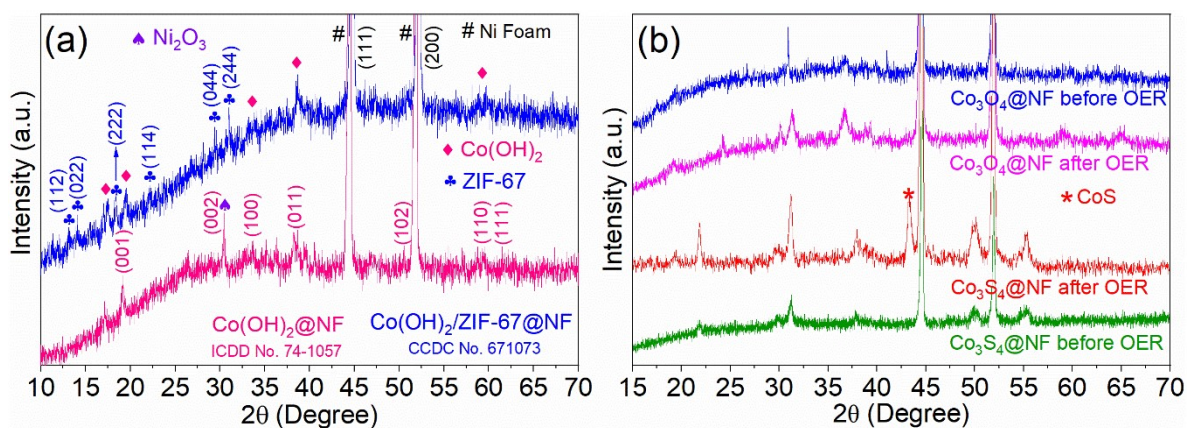 (a)
♠ Ni₂O₃
# (111)
# (200)
# Ni Foam
(112)
(022)
(222)
(114)
(044)
(244)
♦ Co(OH)₂
♣ ZIF-67
(001)
(002)
(100)
(011)
(102)
(110)
(111)
Co(OH)₂@NF
ICDD No. 74-1057
Co(OH)₂/ZIF-67@NF
CCDC No. 671073
Intensity (a.u.)
10 15 20 25 30 35 40 45 50 55 60 65 70
2θ (Degree)
(b)
Co₃O₄@NF before OER
Co₃O₄@NF after OER
* CoS
*
Co₃S₄@NF after OER
Co₃S₄@NF before OER
Intensity (a.u.)
15 20 25 30 35 40 45 50 55 60 65 70
2θ (Degree)